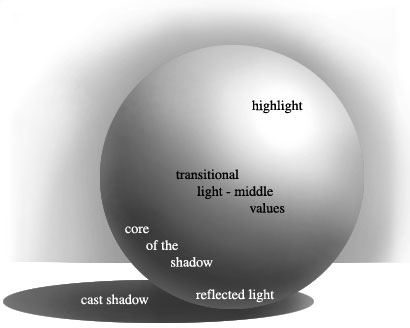 highlight
transitional
light - middle
values
core
of the
shadow
reflected light
cast shadow